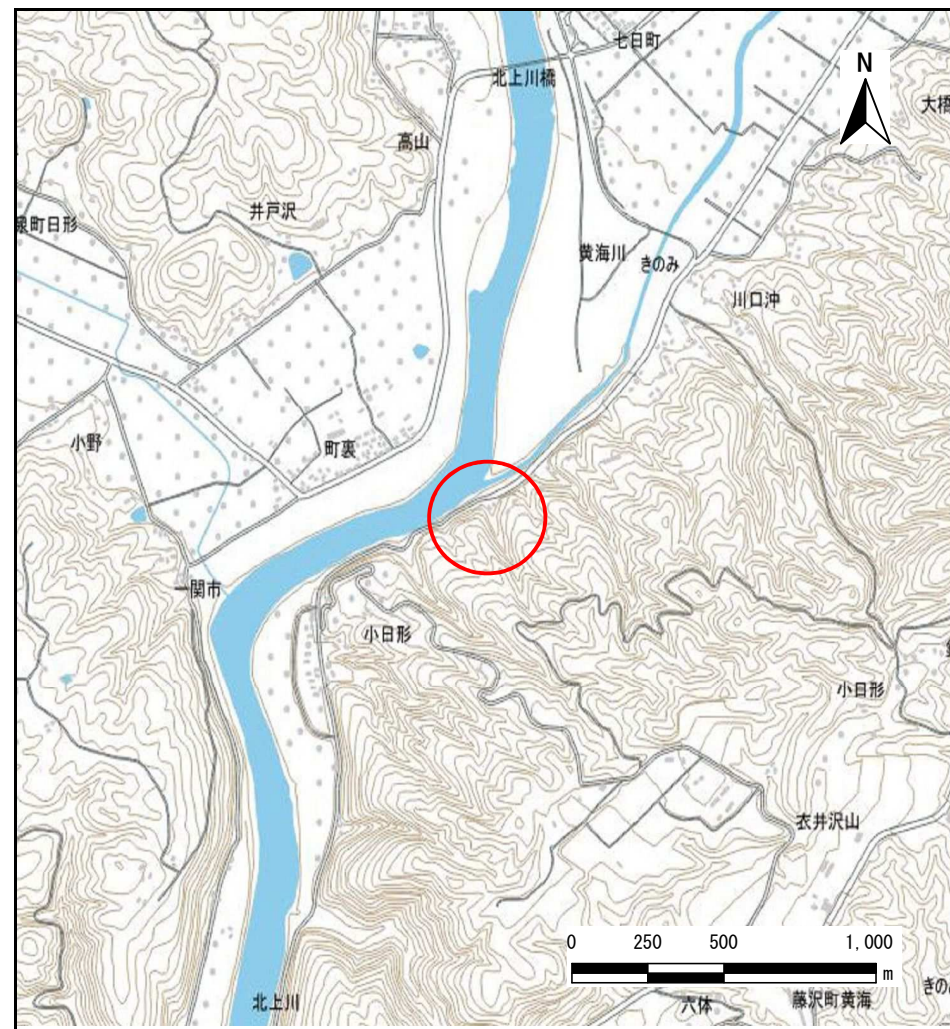 七日町
北上川橋
N
大橋
高山
井戸沢
泉町日形
黄海川
きのみ
川口沖
小野
町裏
一関市
小日形
小日形
衣井沢山
0 250 500 1,000
m
北上川
六休
藤沢町黄海
きの